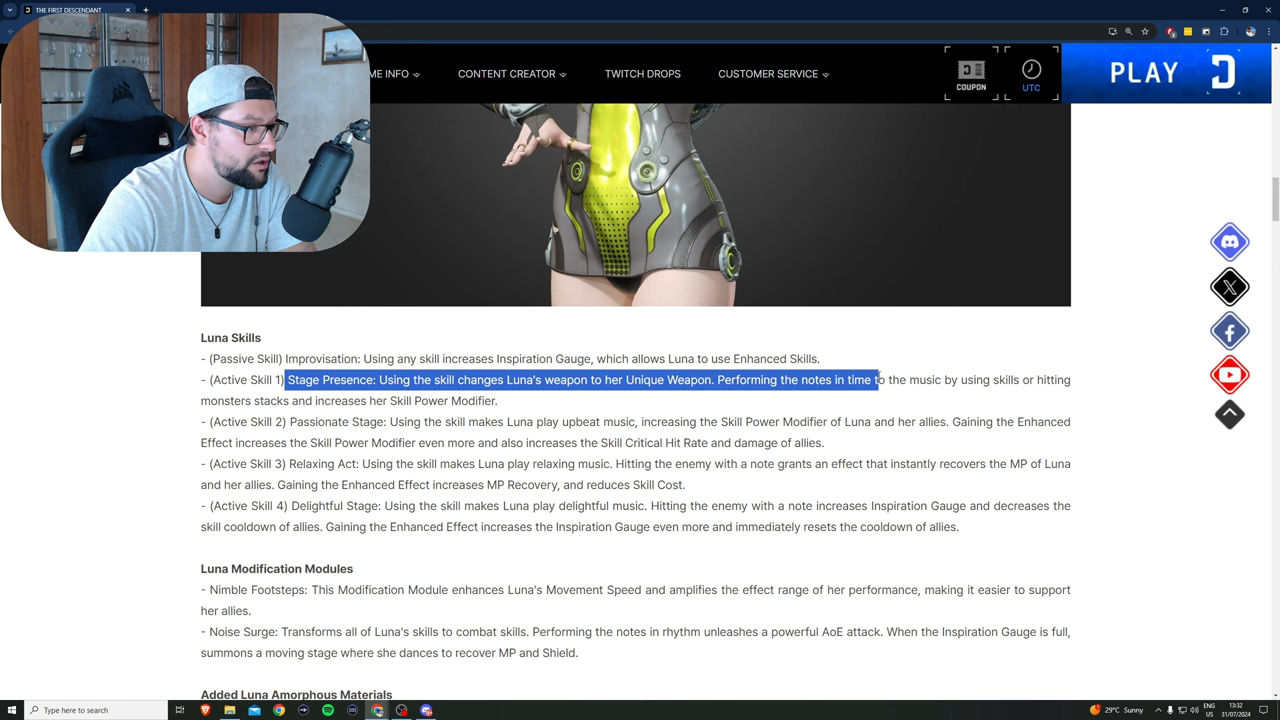 THE FIRST DESCENDANT
ME INFO
CONTENT CREATOR
TWITCH DROPS
CUSTOMER SERVICE
COUPON
UTC
PLAY
Luna Skills
- (Passive Skill) Improvisation: Using any skill increases Inspiration Gauge, which allows Luna to use Enhanced Skills.
- (Active Skill 1) Stage Presence: Using the skill changes Luna's weapon to her Unique Weapon. Performing the notes in time to the music by using skills or hitting
monsters stacks and increases her Skill Power Modifier.
- (Active Skill 2) Passionate Stage: Using the skill makes Luna play upbeat music, increasing the Skill Power Modifier of Luna and her allies. Gaining the Enhanced
Effect increases the Skill Power Modifier even more and also increases the Skill Critical Hit Rate and damage of allies.
- (Active Skill 3) Relaxing Act: Using the skill makes Luna play relaxing music. Hitting the enemy with a note grants an effect that instantly recovers the MP of Luna
and her allies. Gaining the Enhanced Effect increases MP Recovery, and reduces Skill Cost.
- (Active Skill 4) Delightful Stage: Using the skill makes Luna play delightful music. Hitting the enemy with a note increases Inspiration Gauge and decreases the
skill cooldown of allies. Gaining the Enhanced Effect increases the Inspiration Gauge even more and immediately resets the cooldown of allies.
Luna Modification Modules
- Nimble Footsteps: This Modification Module enhances Luna's Movement Speed and amplifies the effect range of her performance, making it easier to support
her allies.
- Noise Surge: Transforms all of Luna's skills to combat skills. Performing the notes in rhythm unleashes a powerful AoE attack. When the Inspiration Gauge is full,
summons a moving stage where she dances to recover MP and Shield.
Added Luna Amorphous Materials
Type here to search
29°C Sunny
ENG
US
13:32
31/07/2024